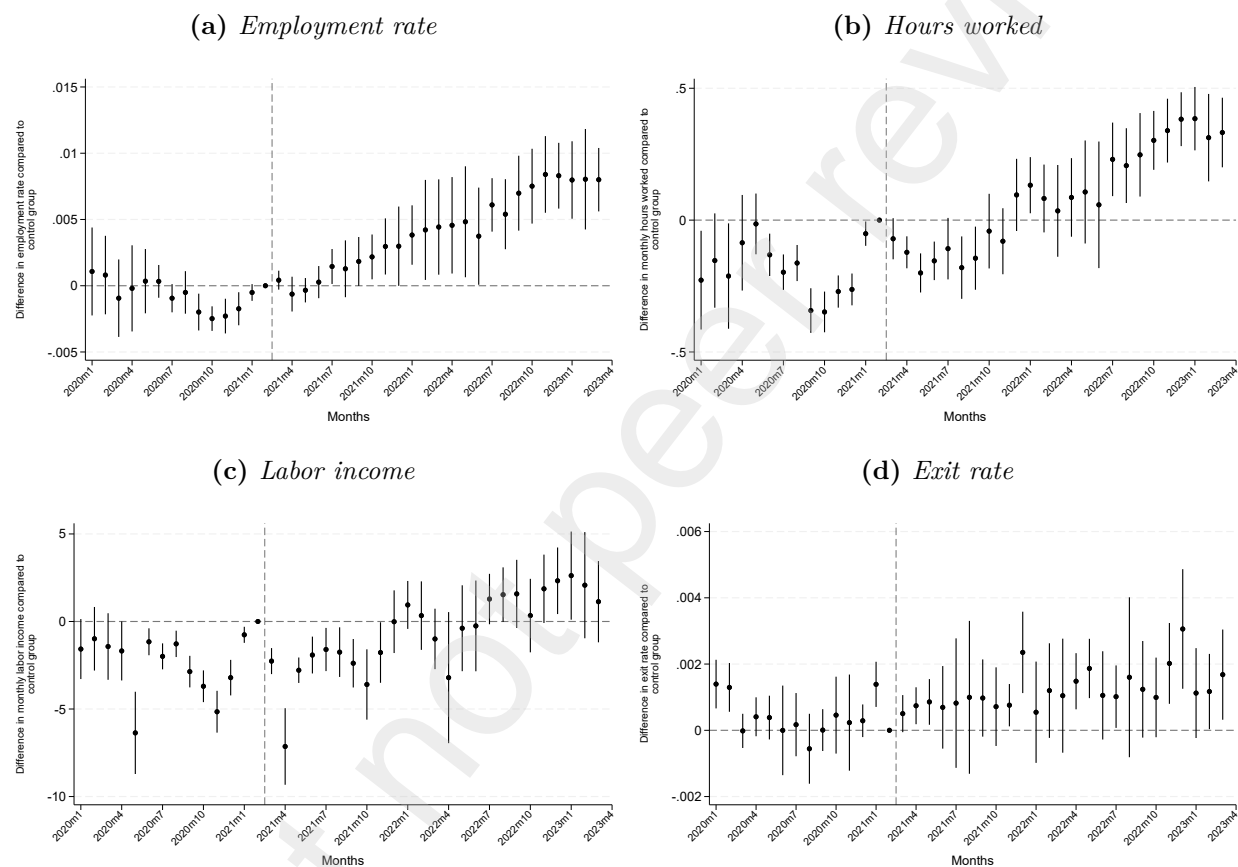 (a) Employment rate
(b) Hours worked
Difference in employment rate compared to
control group
.015
.01
.005
0
-.005
2020m1
2020m4
2020m7
2020m10
2021m1
2021m4
2021m7
2021m10
2022m1
2022m4
2022m7
2022m10
2023m1
2023m4
Months
Difference in monthly hours worked compared to
control group
.5
0
-.5
2020m1
2020m4
2020m7
2020m10
2021m1
2021m4
2021m7
2021m10
2022m1
2022m4
2022m7
2022m10
2023m1
2023m4
Months
(c) Labor income
(d) Exit rate
Difference in monthly labor income compared to
control group
5
0
-5
-10
2020m1
2020m4
2020m7
2020m10
2021m1
2021m4
2021m7
2021m10
2022m1
2022m4
2022m7
2022m10
2023m1
2023m4
Months
Difference in exit rate compared to
control group
.006
.004
.002
0
-.002
2020m1
2020m4
2020m7
2020m10
2021m1
2021m4
2021m7
2021m10
2022m1
2022m4
2022m7
2022m10
2023m1
2023m4
Months
t not peer revi